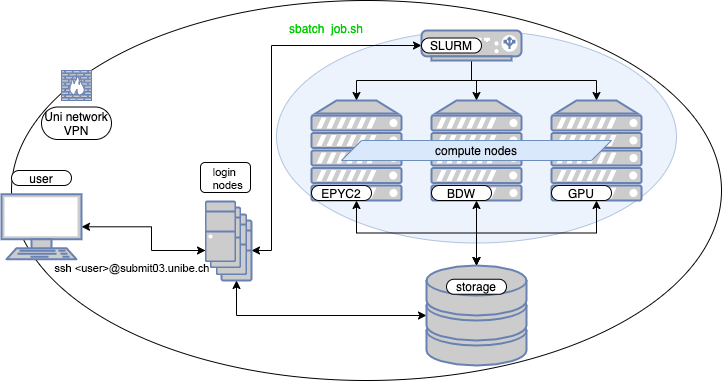 sbatch job.sh
SLURM
Uni network
VPN
compute nodes
user
login
nodes
EPYC2
BDW
GPU
ssh <user>@submit03.unibe.ch
storage